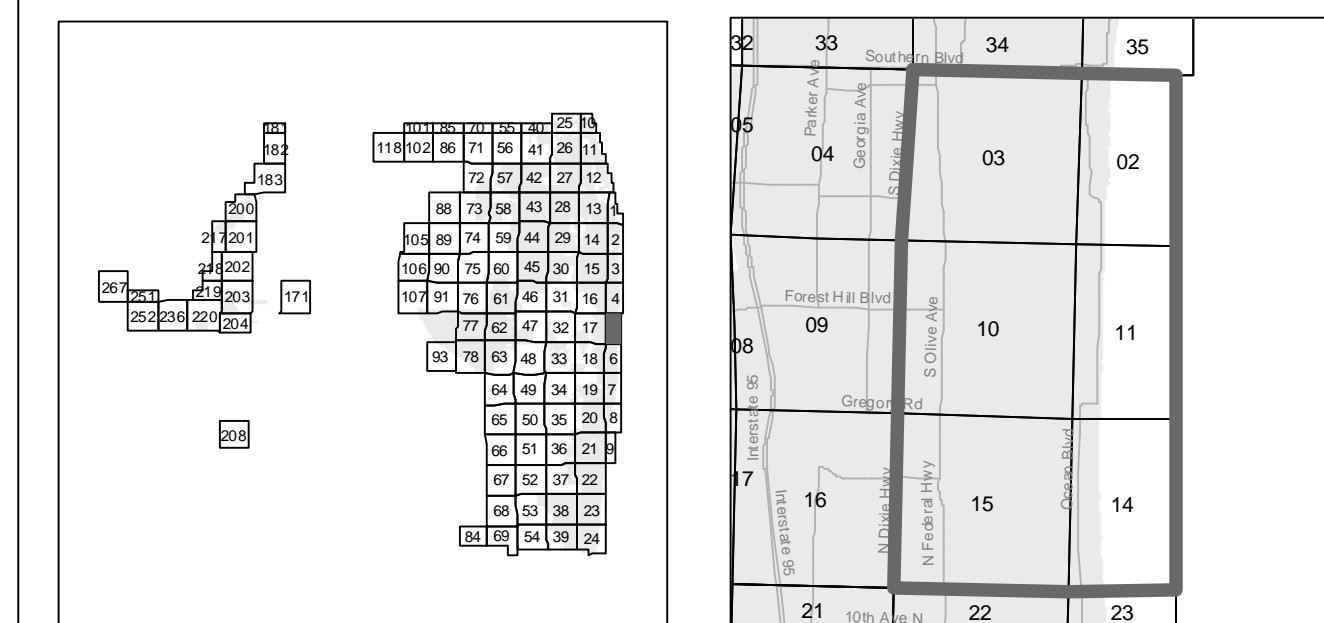 181
182
183
200
217 201
218 202
219 203
267
251
252 236 220
204
171
208
101 85 70 55 40 25 10
118 102 86 71 56 41 26 11
72 57 42 27 12
88 73 58 43 28 13 1
105 89 74 59 44 29 14 2
106 90 75 60 45 30 15 3
107 91 76 61 46 31 16 4
77 62 47 32 17
93 78 63 48 33 18 6
64 49 34 19 7
65 50 35 20 8
66 51 36 21 9
67 52 37 22
68 53 38 23
84 69 54 39 24
32 33 34 35
Southern Blvd
Parker Ave
Georgia Ave
S Dixie Hwy
05 04 03 02
Forest Hill Blvd
S Olive Ave
08 09 10 11
Interstate 95
Gregory Rd
Ocean Blvd
17 16 15 14
Interstate 95
N Dixie Hwy
N Federal Hwy
21 22 23
10th Ave N